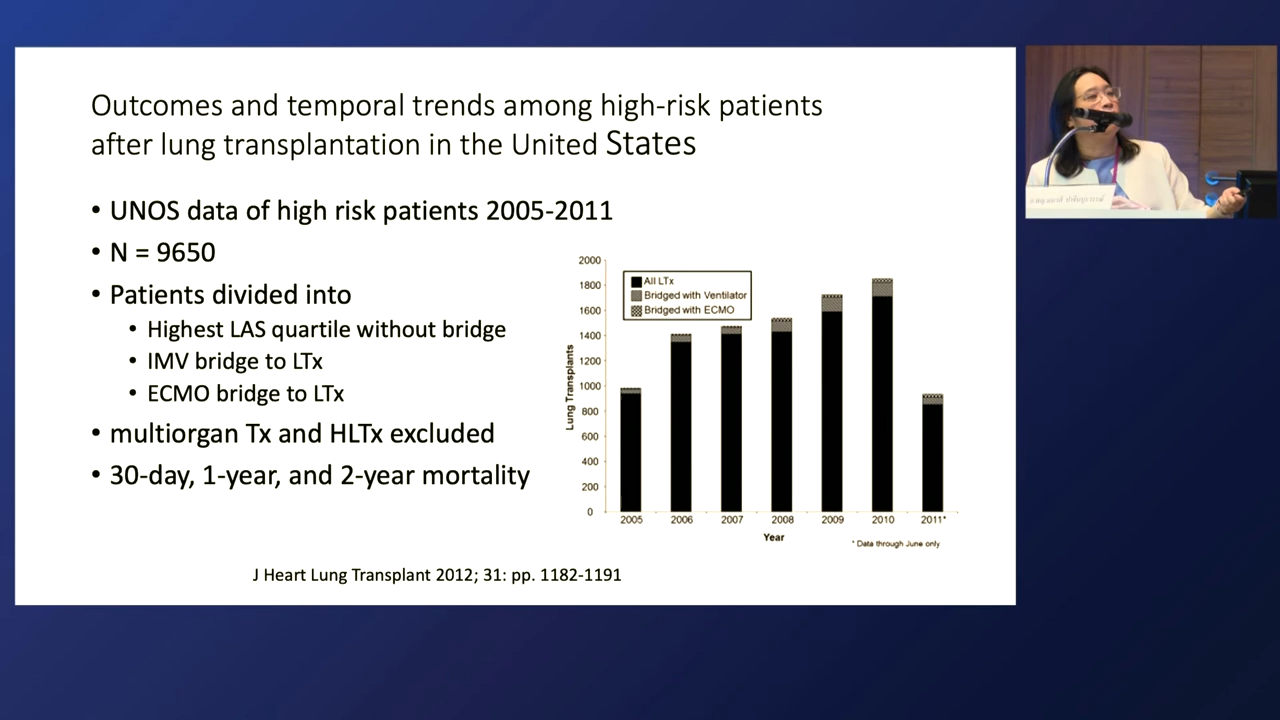 Outcomes and temporal trends among high-risk patients
after lung transplantation in the United States
• UNOS data of high risk patients 2005-2011
• N = 9650
• Patients divided into
• Highest LAS quartile without bridge
• IMV bridge to LTx
• ECMO bridge to LTx
• multiorgan Tx and HLTx excluded
• 30-day, 1-year, and 2-year mortality
2000
1800
1600
1400
1200
1000
800
600
400
200
0
Lung Transplants
All LTx
Bridged with Ventilator
Bridged with ECMO
2005 2006 2007 2008 2009 2010 2011*
Year
* Data through June only
J Heart Lung Transplant 2012; 31: pp. 1182-1191